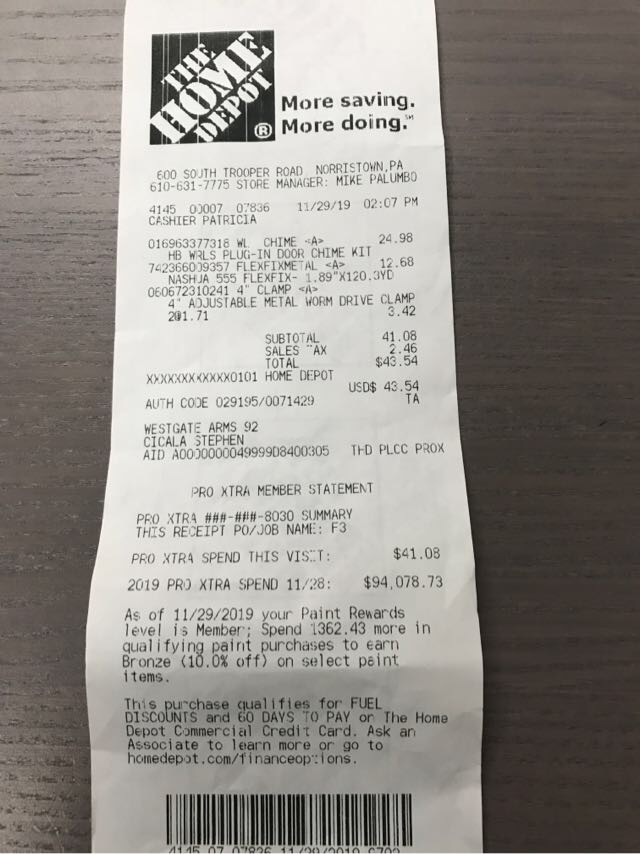 THE
HOME
DEPOT
®
More saving.
More doing.℠
600 SOUTH TROOPER ROAD NORRISTOWN,PA
610-631-7775 STORE MANAGER: MIKE PALUMBO
4145 00007 07836 11/29/19 02:07 PM
CASHIER PATRICIA
016963377318 WL CHIME <A> 24.98
HB WRLS PLUG-IN DOOR CHIME KIT
742366009357 FLEXFIXMETAL <A> 12.68
NASHUA 555 FLEXFIX- 1.89"X120.3YD
060672310241 4" CLAMP <A>
4" ADJUSTABLE METAL WORM DRIVE CLAMP
2@1.71 3.42
SUBTOTAL 41.08
SALES TAX 2.46
TOTAL $43.54
XXXXXXXXXXXX0101 HOME DEPOT
USD$ 43.54
AUTH CODE 029195/0071429 TA
WESTGATE ARMS 92
CICALA STEPHEN
AID A0000000049999D8400305 THD PLCC PROX
PRO XTRA MEMBER STATEMENT
PRO XTRA ###-###-8030 SUMMARY
THIS RECEIPT PO/JOB NAME: F3
PRO XTRA SPEND THIS VISIT: $41.08
2019 PRO XTRA SPEND 11/28: $94,078.73
As of 11/29/2019 your Paint Rewards
level is Member; Spend 1362.43 more in
qualifying paint purchases to earn
Bronze (10.0% off) on select paint
items.
This purchase qualifies for FUEL
DISCOUNTS and 60 DAYS TO PAY on The Home
Depot Commercial Credit Card. Ask an
Associate to learn more or go to
homedepot.com/financeoptions.
4145 07 07836 11/29/2019 6702